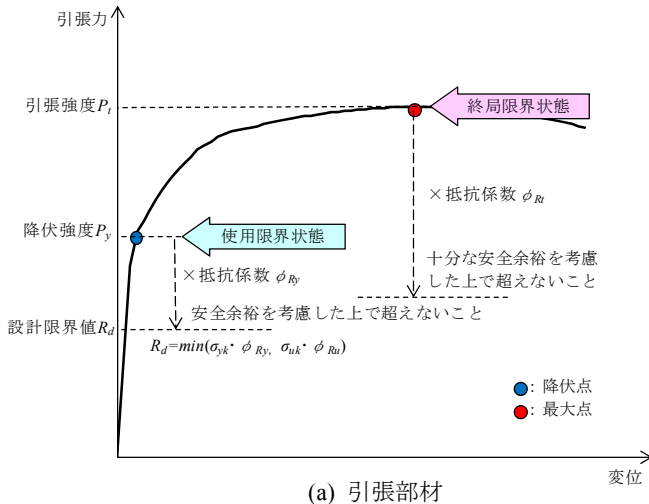 引張力
引張強度Pt
終局限界状態
×抵抗係数 ϕRt
降伏強度Py
使用限界状態
×抵抗係数 ϕRy
十分な安全余裕を考慮
した上で超えないこと
安全余裕を考慮した上で超えないこと
設計限界値Rd
Rd=min(σyk· ϕRy, σuk· ϕRu)
: 降伏点
: 最大点
変位
(a) 引張部材